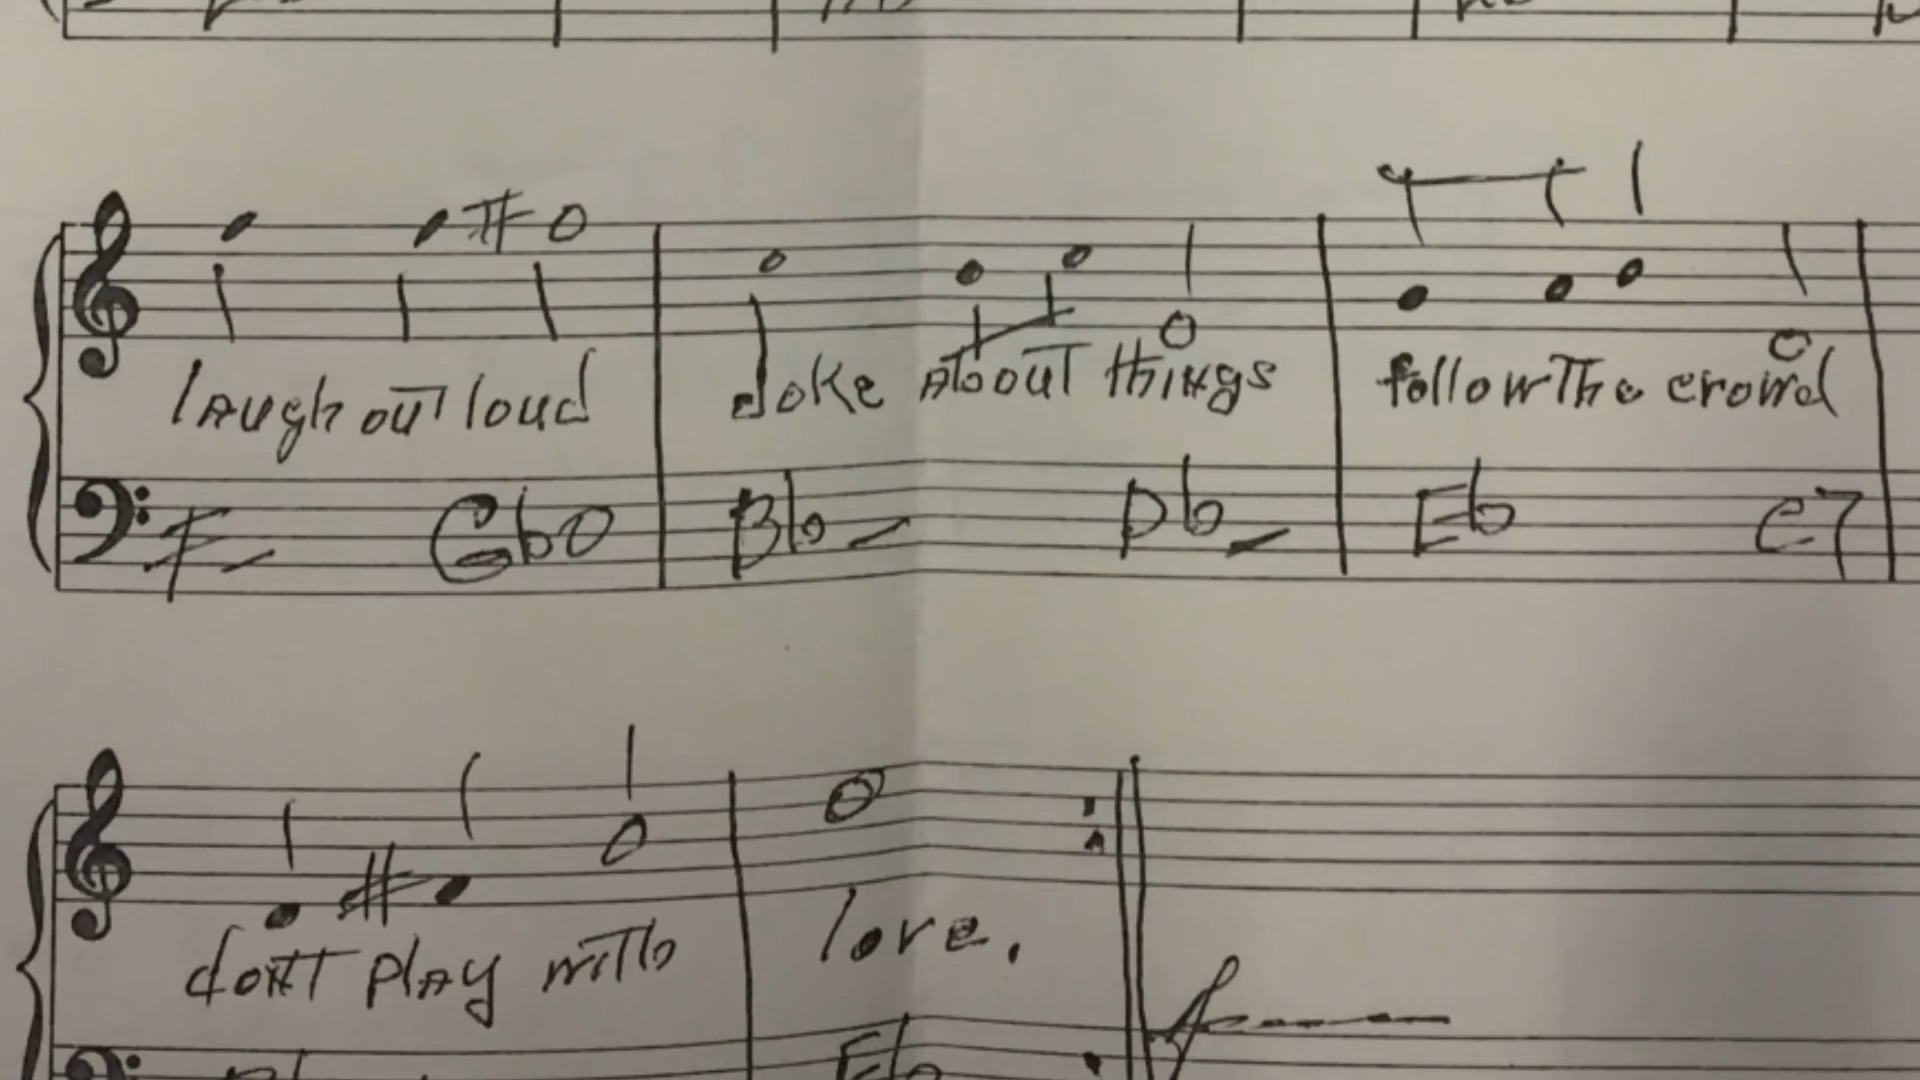 laugh out loud Joke about things follow the crowd
F- Gbo Bb- Db- Eb C7
don't play with love.
Eb